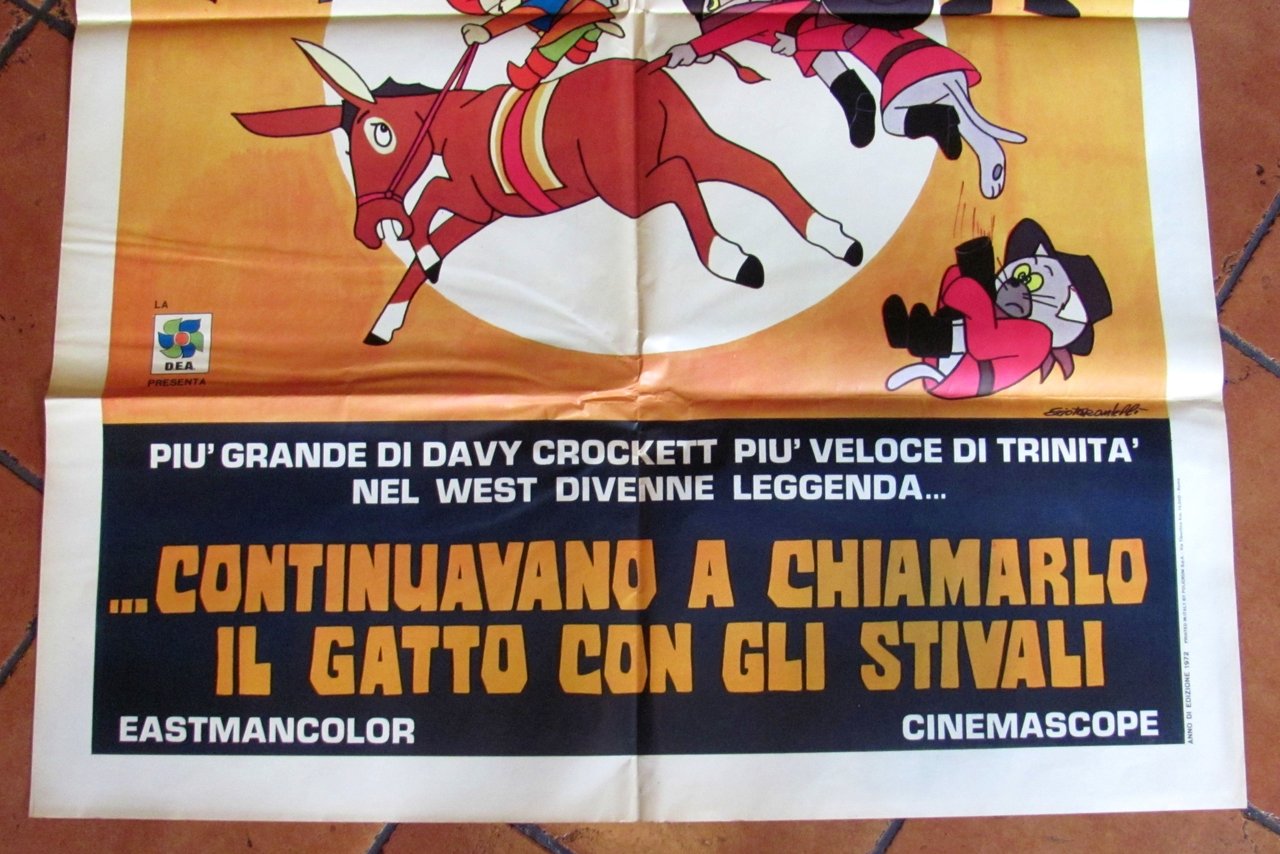 LA
D.E.A.
PRESENTA
PIU' GRANDE DI DAVY CROCKETT PIU' VELOCE DI TRINITA'
NEL WEST DIVENNE LEGGENDA...
...CONTINUAVANO A CHIAMARLO
IL GATTO CON GLI STIVALI
EASTMANCOLOR
CINEMASCOPE
ANNO DI EDIZIONE 1972